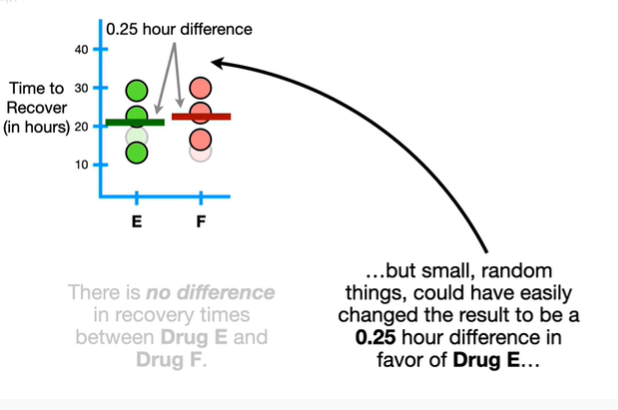 0.25 hour difference
40
Time to
Recover
(in hours)
30
20
10
E
F
There is no difference
in recovery times
between Drug E and
Drug F.
…but small, random
things, could have easily
changed the result to be a
0.25 hour difference in
favor of Drug E…